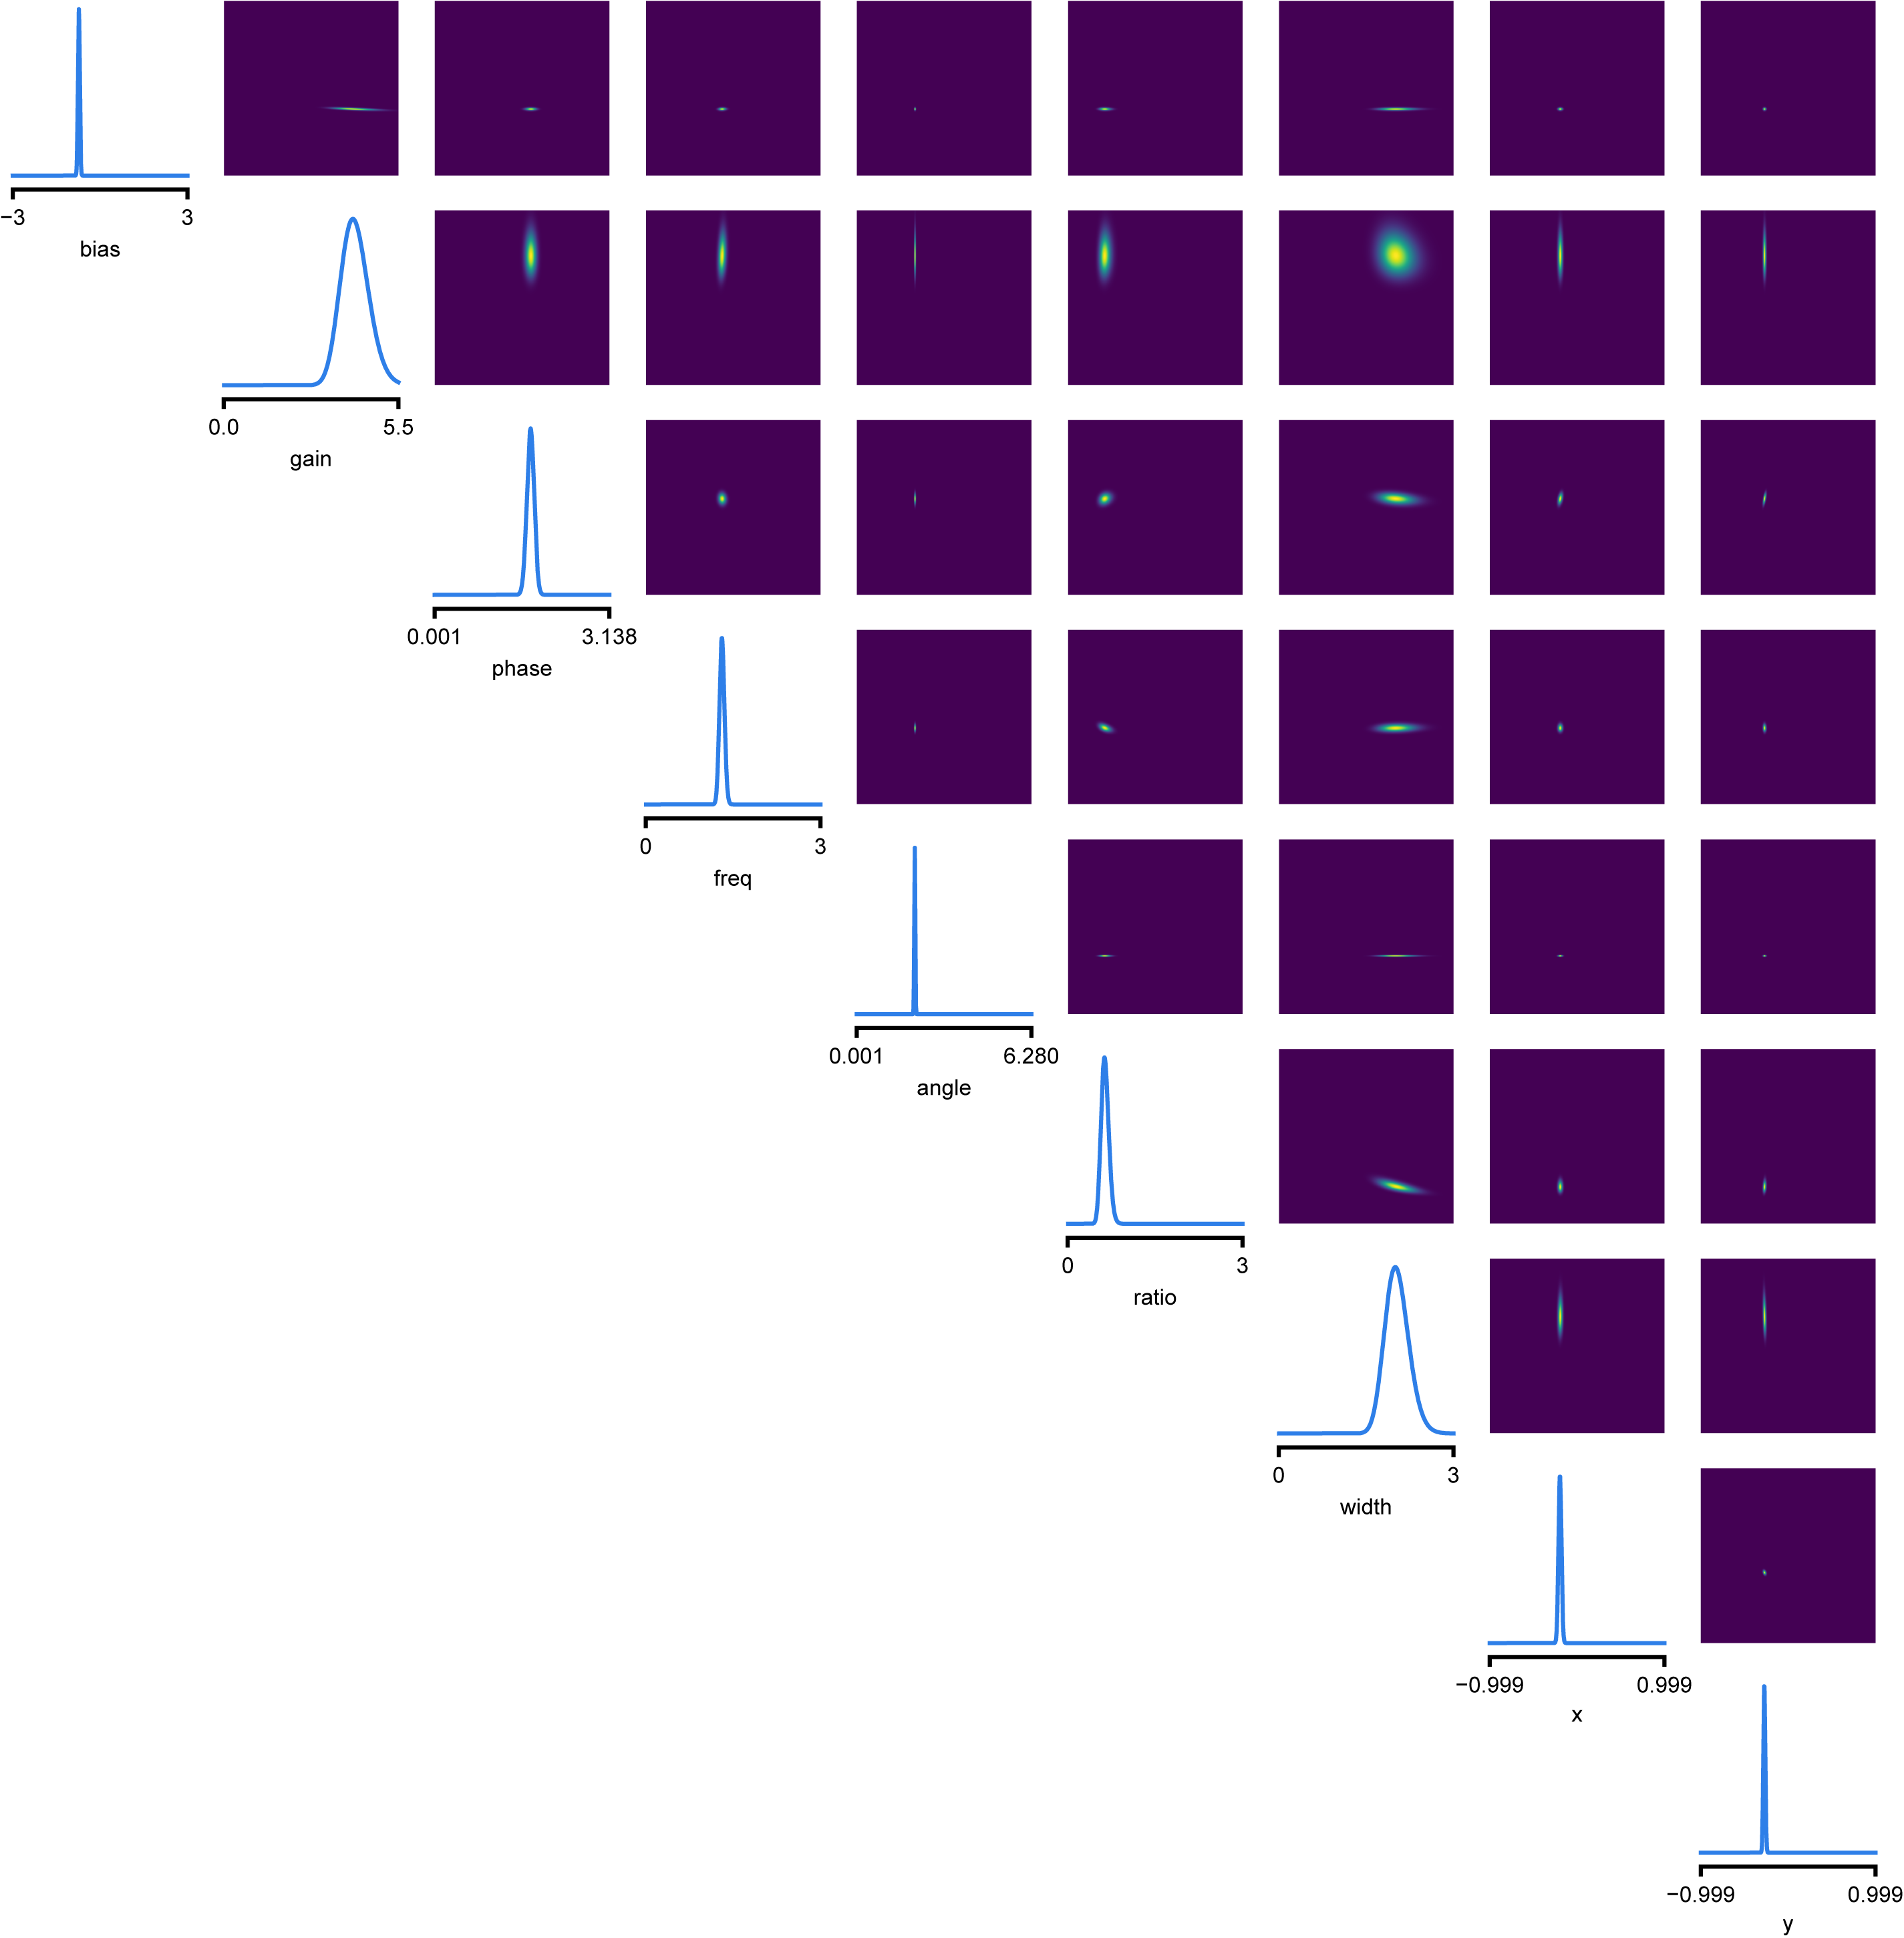 −3 3
bias
0.0 5.5
gain
0.001 3.138
phase
0 3
freq
0.001 6.280
angle
0 3
ratio
0 3
width
−0.999 0.999
x
−0.999 0.999
y